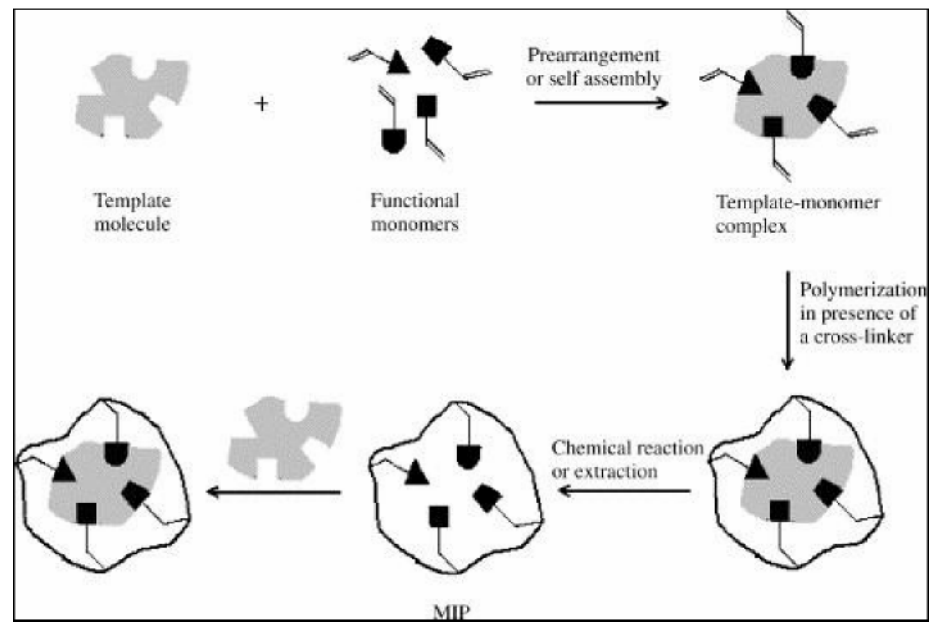 Prearrangement
or self assembly
+
Template
molecule
Functional
monomers
Template-monomer
complex
Polymerization
in presence of
a cross-linker
Chemical reaction
or extraction
MIP